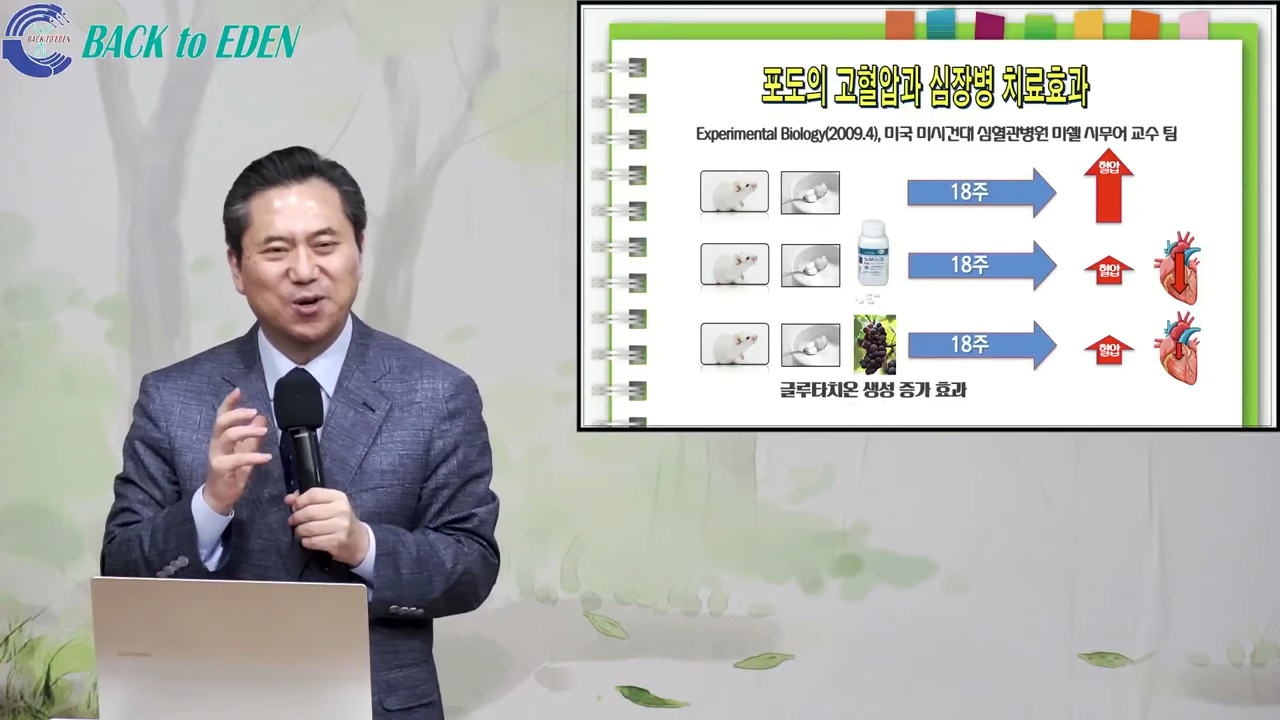 BACK TO EDEN
BACK to EDEN
포도의 고혈압과 심장병 치료효과
Experimental Biology(2009.4), 미국 미시건대 심혈관병원 미쉘 시무어 교수 팀
18주
혈압
18주
혈압
18주
혈압
글루타치온 생성 증가 효과
SAMSUNG